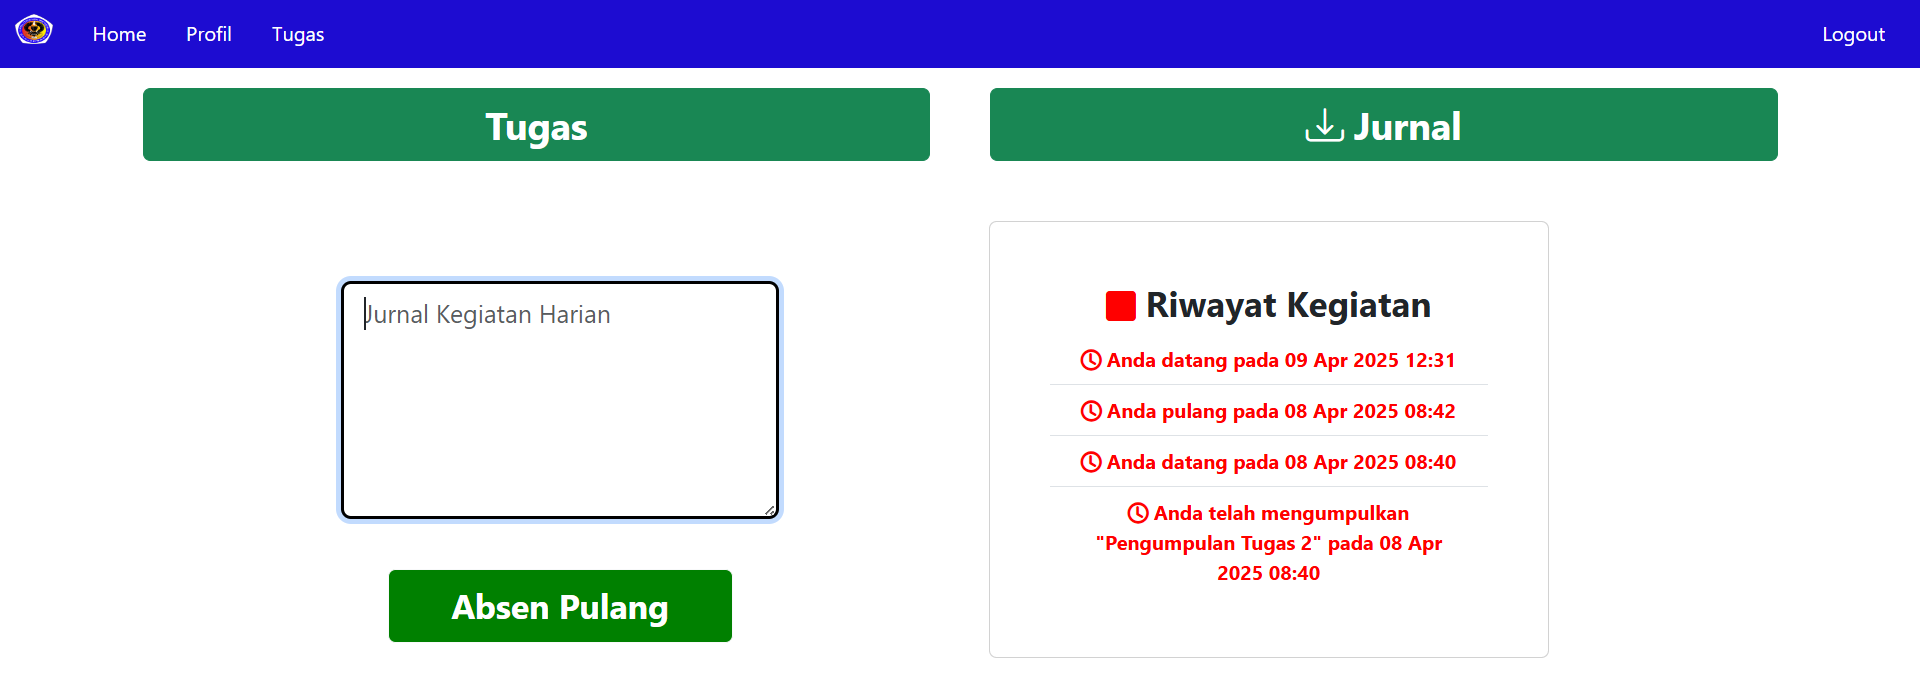 Home Profil Tugas Logout
Tugas
Jurnal
Jurnal Kegiatan Harian
Absen Pulang
Riwayat Kegiatan
Anda datang pada 09 Apr 2025 12:31
Anda pulang pada 08 Apr 2025 08:42
Anda datang pada 08 Apr 2025 08:40
Anda telah mengumpulkan
"Pengumpulan Tugas 2" pada 08 Apr
2025 08:40